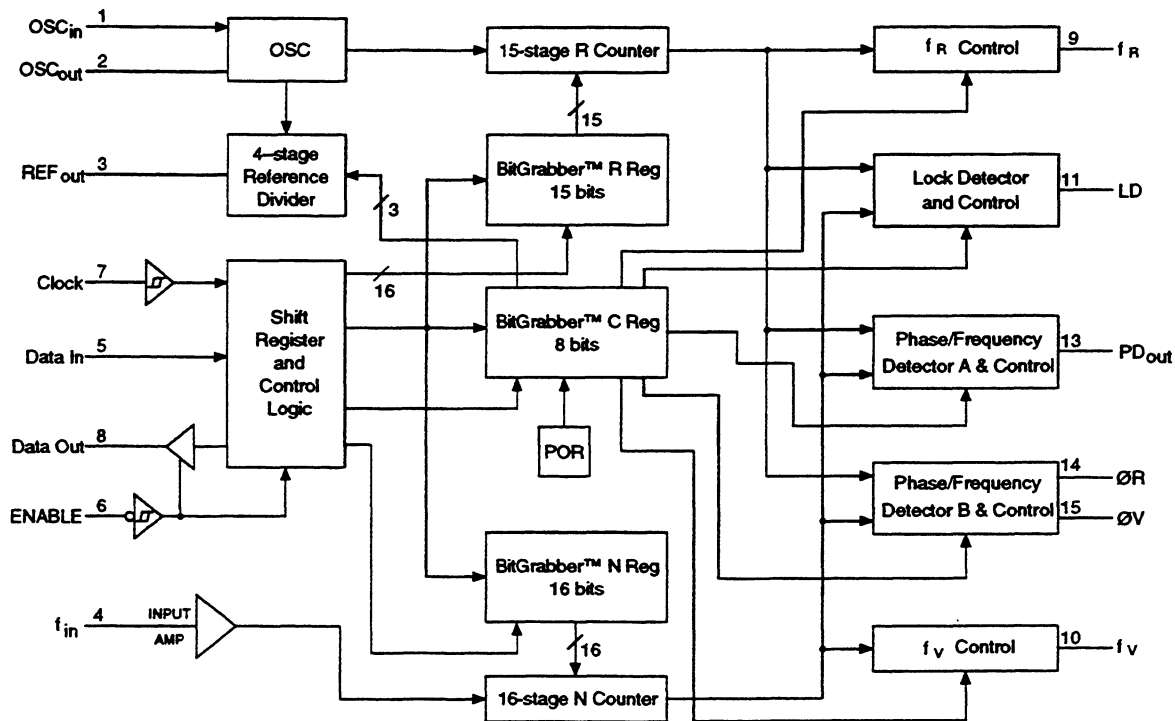 OSCin
1
OSCout
2
OSC
15-stage R Counter
fR Control
9
fR
15
REFout
3
4–stage
Reference
Divider
3
BitGrabber™ R Reg
15 bits
Lock Detector
and Control
11
LD
16
Clock
7
Data In
5
Data Out
8
ENABLE
6
Shift
Register
and
Control
Logic
BitGrabber™ C Reg
8 bits
POR
Phase/Frequency
Detector A & Control
13
PDout
Phase/Frequency
Detector B & Control
14
ØR
15
ØV
BitGrabber™ N Reg
16 bits
16
fin
4
INPUT
AMP
16-stage N Counter
fV Control
10
fV